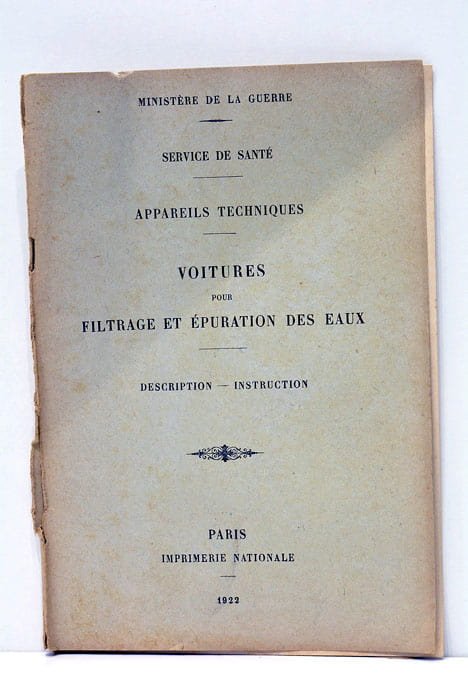 MINISTÈRE DE LA GUERRE
SERVICE DE SANTÉ
APPAREILS TECHNIQUES
VOITURES
POUR
FILTRAGE ET ÉPURATION DES EAUX
DESCRIPTION — INSTRUCTION
PARIS
IMPRIMERIE NATIONALE
1922